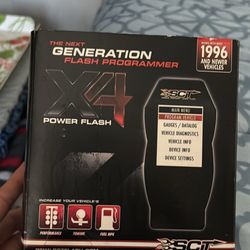 THE NEXT
GENERATION
FLASH PROGRAMMER
X4
POWER FLASH
1996
AND NEWER
VEHICLES
SCT
MAIN MENU
PROGRAM VEHICLE
GAUGES / DATALOG
VEHICLE DIAGNOSTICS
VEHICLE INFO
DEVICE INFO
DEVICE SETTINGS
INCREASE YOUR VEHICLE'S
PERFORMANCE
TORQUE
FUEL MPG
SCT